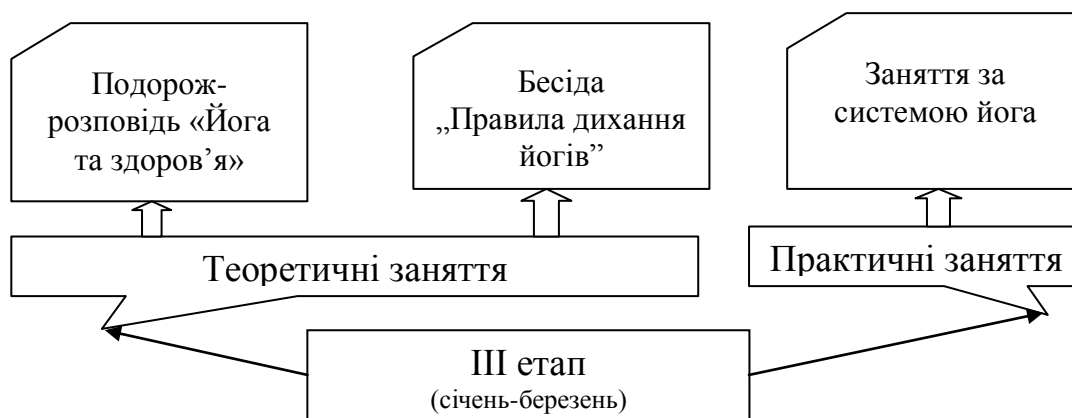 Подорож-
розповідь «Йога
та здоров’я»
Бесіда
„Правила дихання
йогів”
Заняття за
системою йога
Теоретичні заняття
Практичні заняття
ІІІ етап
(січень-березень)